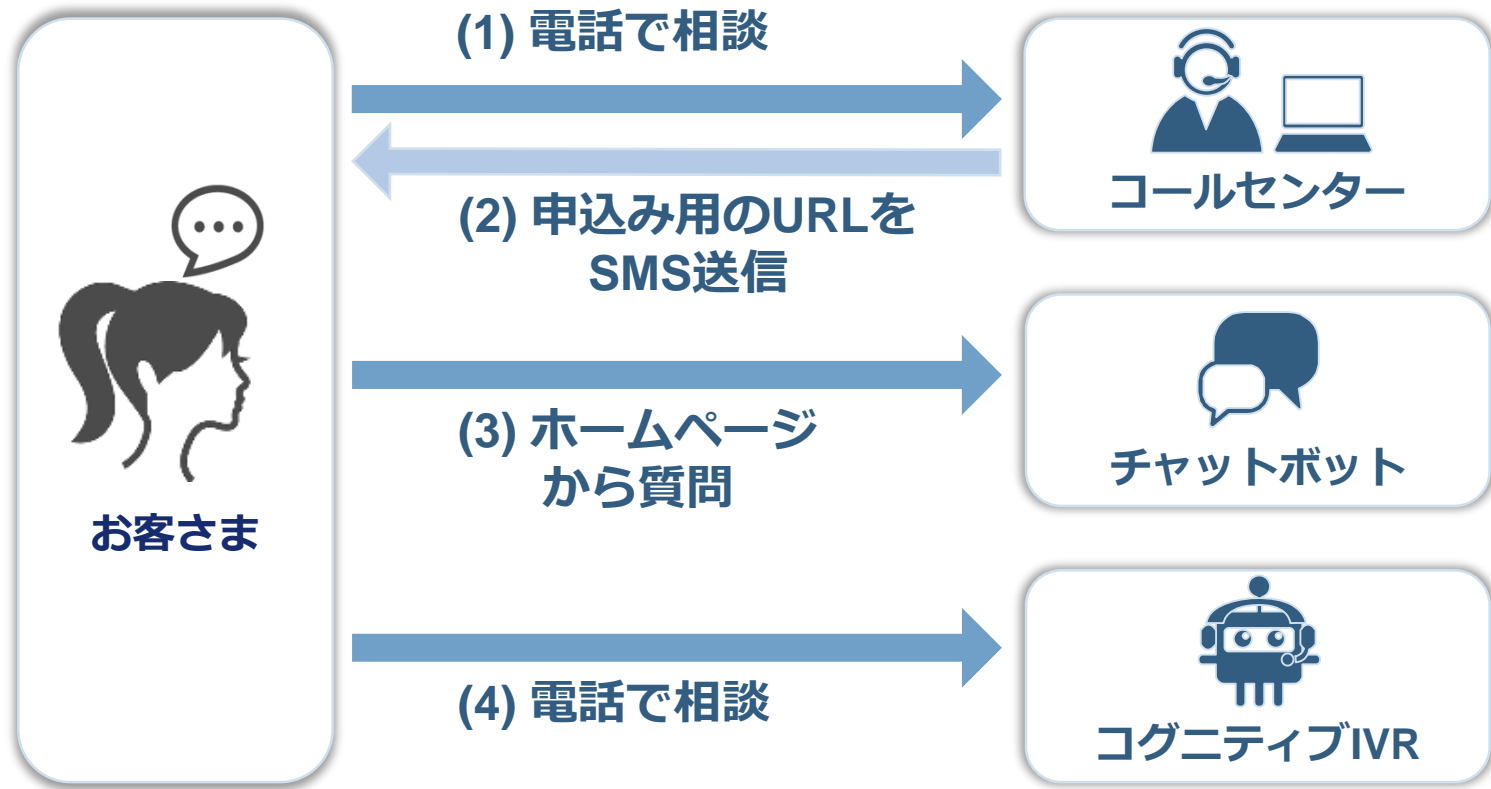 (1) 電話で相談
コールセンター
(2) 申込み用のURLを
SMS送信
(3) ホームページ
から質問
チャットボット
お客さま
(4) 電話で相談
コグニティブIVR